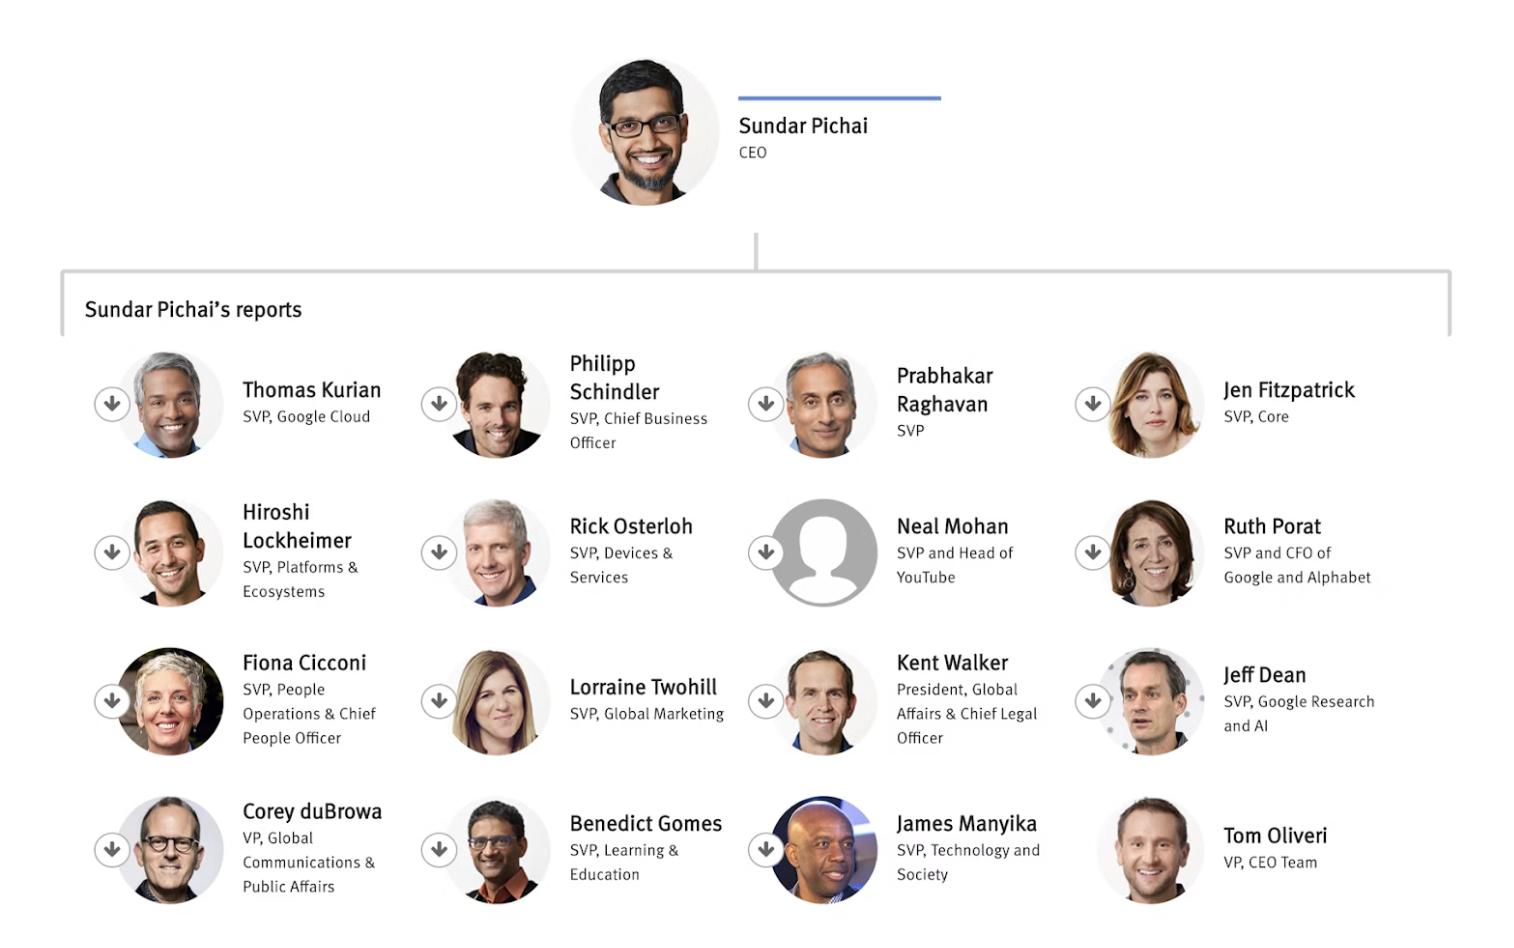 Sundar Pichai
CEO
Sundar Pichai’s reports
Thomas Kurian
SVP, Google Cloud
Philipp
Schindler
SVP, Chief Business
Officer
Prabhakar
Raghavan
SVP
Jen Fitzpatrick
SVP, Core
Hiroshi
Lockheimer
SVP, Platforms &
Ecosystems
Rick Osterloh
SVP, Devices &
Services
Neal Mohan
SVP and Head of
YouTube
Ruth Porat
SVP and CFO of
Google and Alphabet
Fiona Cicconi
SVP, People
Operations & Chief
People Officer
Lorraine Twohill
SVP, Global Marketing
Kent Walker
President, Global
Affairs & Chief Legal
Officer
Jeff Dean
SVP, Google Research
and AI
Corey duBrowa
VP, Global
Communications &
Public Affairs
Benedict Gomes
SVP, Learning &
Education
James Manyika
SVP, Technology and
Society
Tom Oliveri
VP, CEO Team